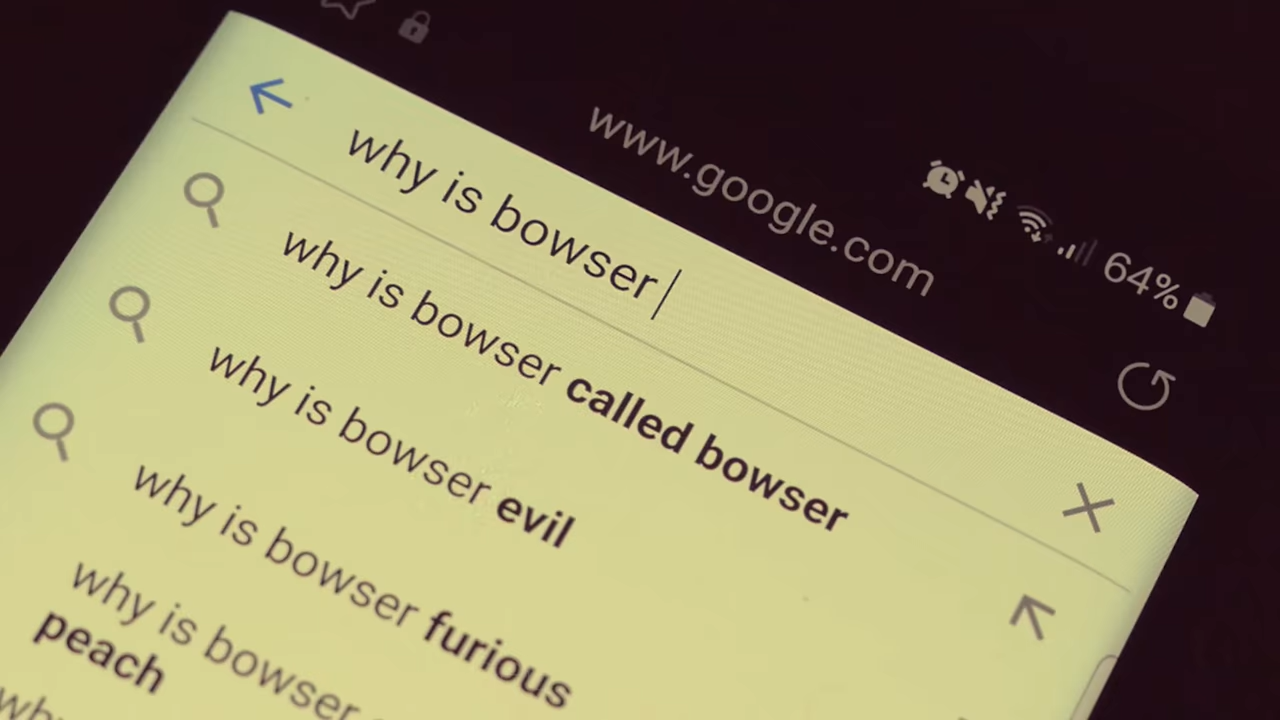 www.google.com
64%
why is bowser
why is bowser called bowser
why is bowser evil
why is bowser furious
why is bowser
peach
why